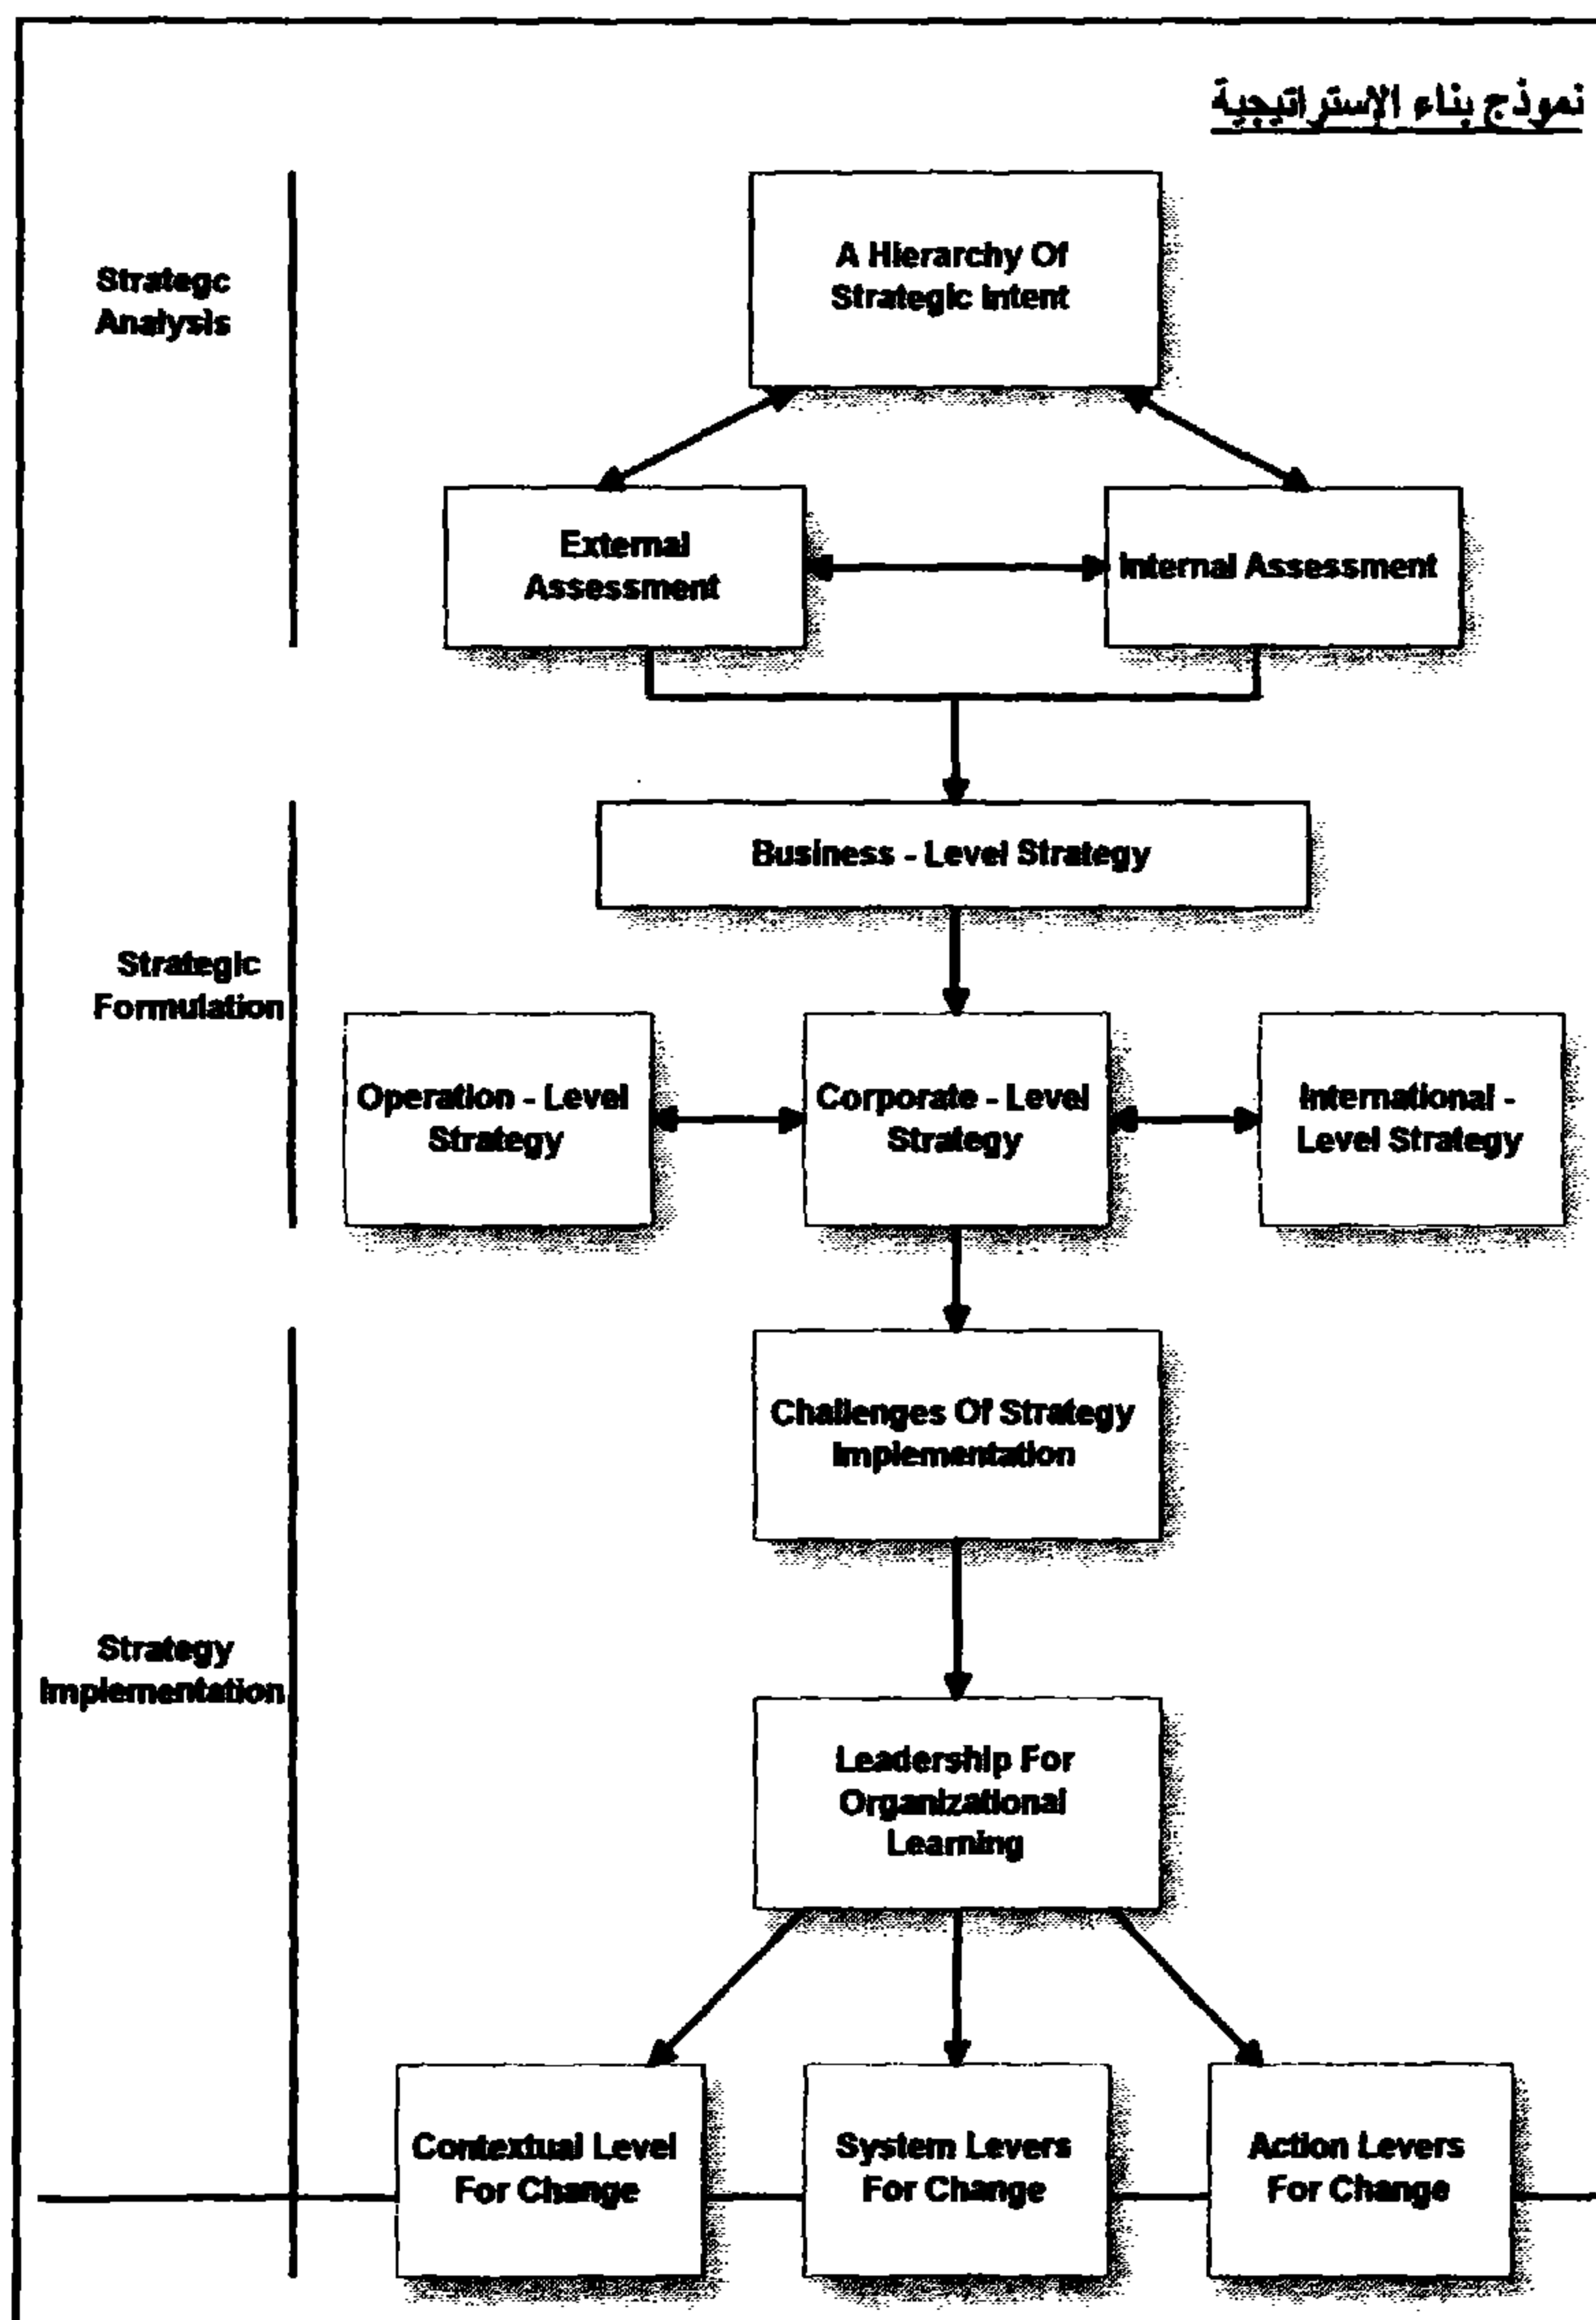 نموذج بناء الإستراتيجية
A Hierarchy Of
Strategic Intent
Strategc
Analysis
External
Assessment
Internal Assessment
Business - Level Strategy
Strategic
Formulation
Operation - Level
Strategy
Corporate - Level
Strategy
International -
Level Strategy
Challenges Of Strategy
Implementation
Strategy
Implementation
Leadership For
Organizational
Learning
Contextual Level
For Change
System Levers
For Change
Action Levers
For Change